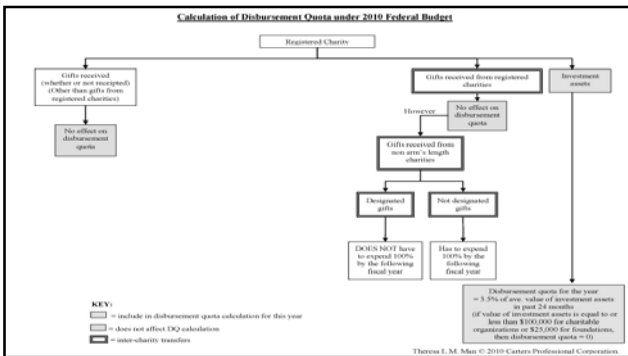 Calculation of Disbursement Quota under 2010 Federal Budget
Registered Charity
Gifts received
(whether or not receipted)
(Other than gifts from
registered charities)
No effect on
disbursement
quota
Gifts received from registered
charities
However
No effect on
disbursement
quota
Gifts received from
non arm's length
charities
Designated
gifts
Not designated
gifts
DOES NOT have
to expend 100%
by the following
fiscal year
Has to expend
100% by the
following
fiscal year
Investment
assets
Disbursement quota for the year
= 3.5% of ave. value of investment assets
in past 24 months
(if value of investment assets is equal to or
less than $100,000 for charitable
organizations or $25,000 for foundations,
then disbursement quota = 0)
KEY:
= include in disbursement quota calculation for this year
= does not affect DQ calculation
= inter-charity transfers
Theresa L.M. Man © 2010 Carters Professional Corporation.